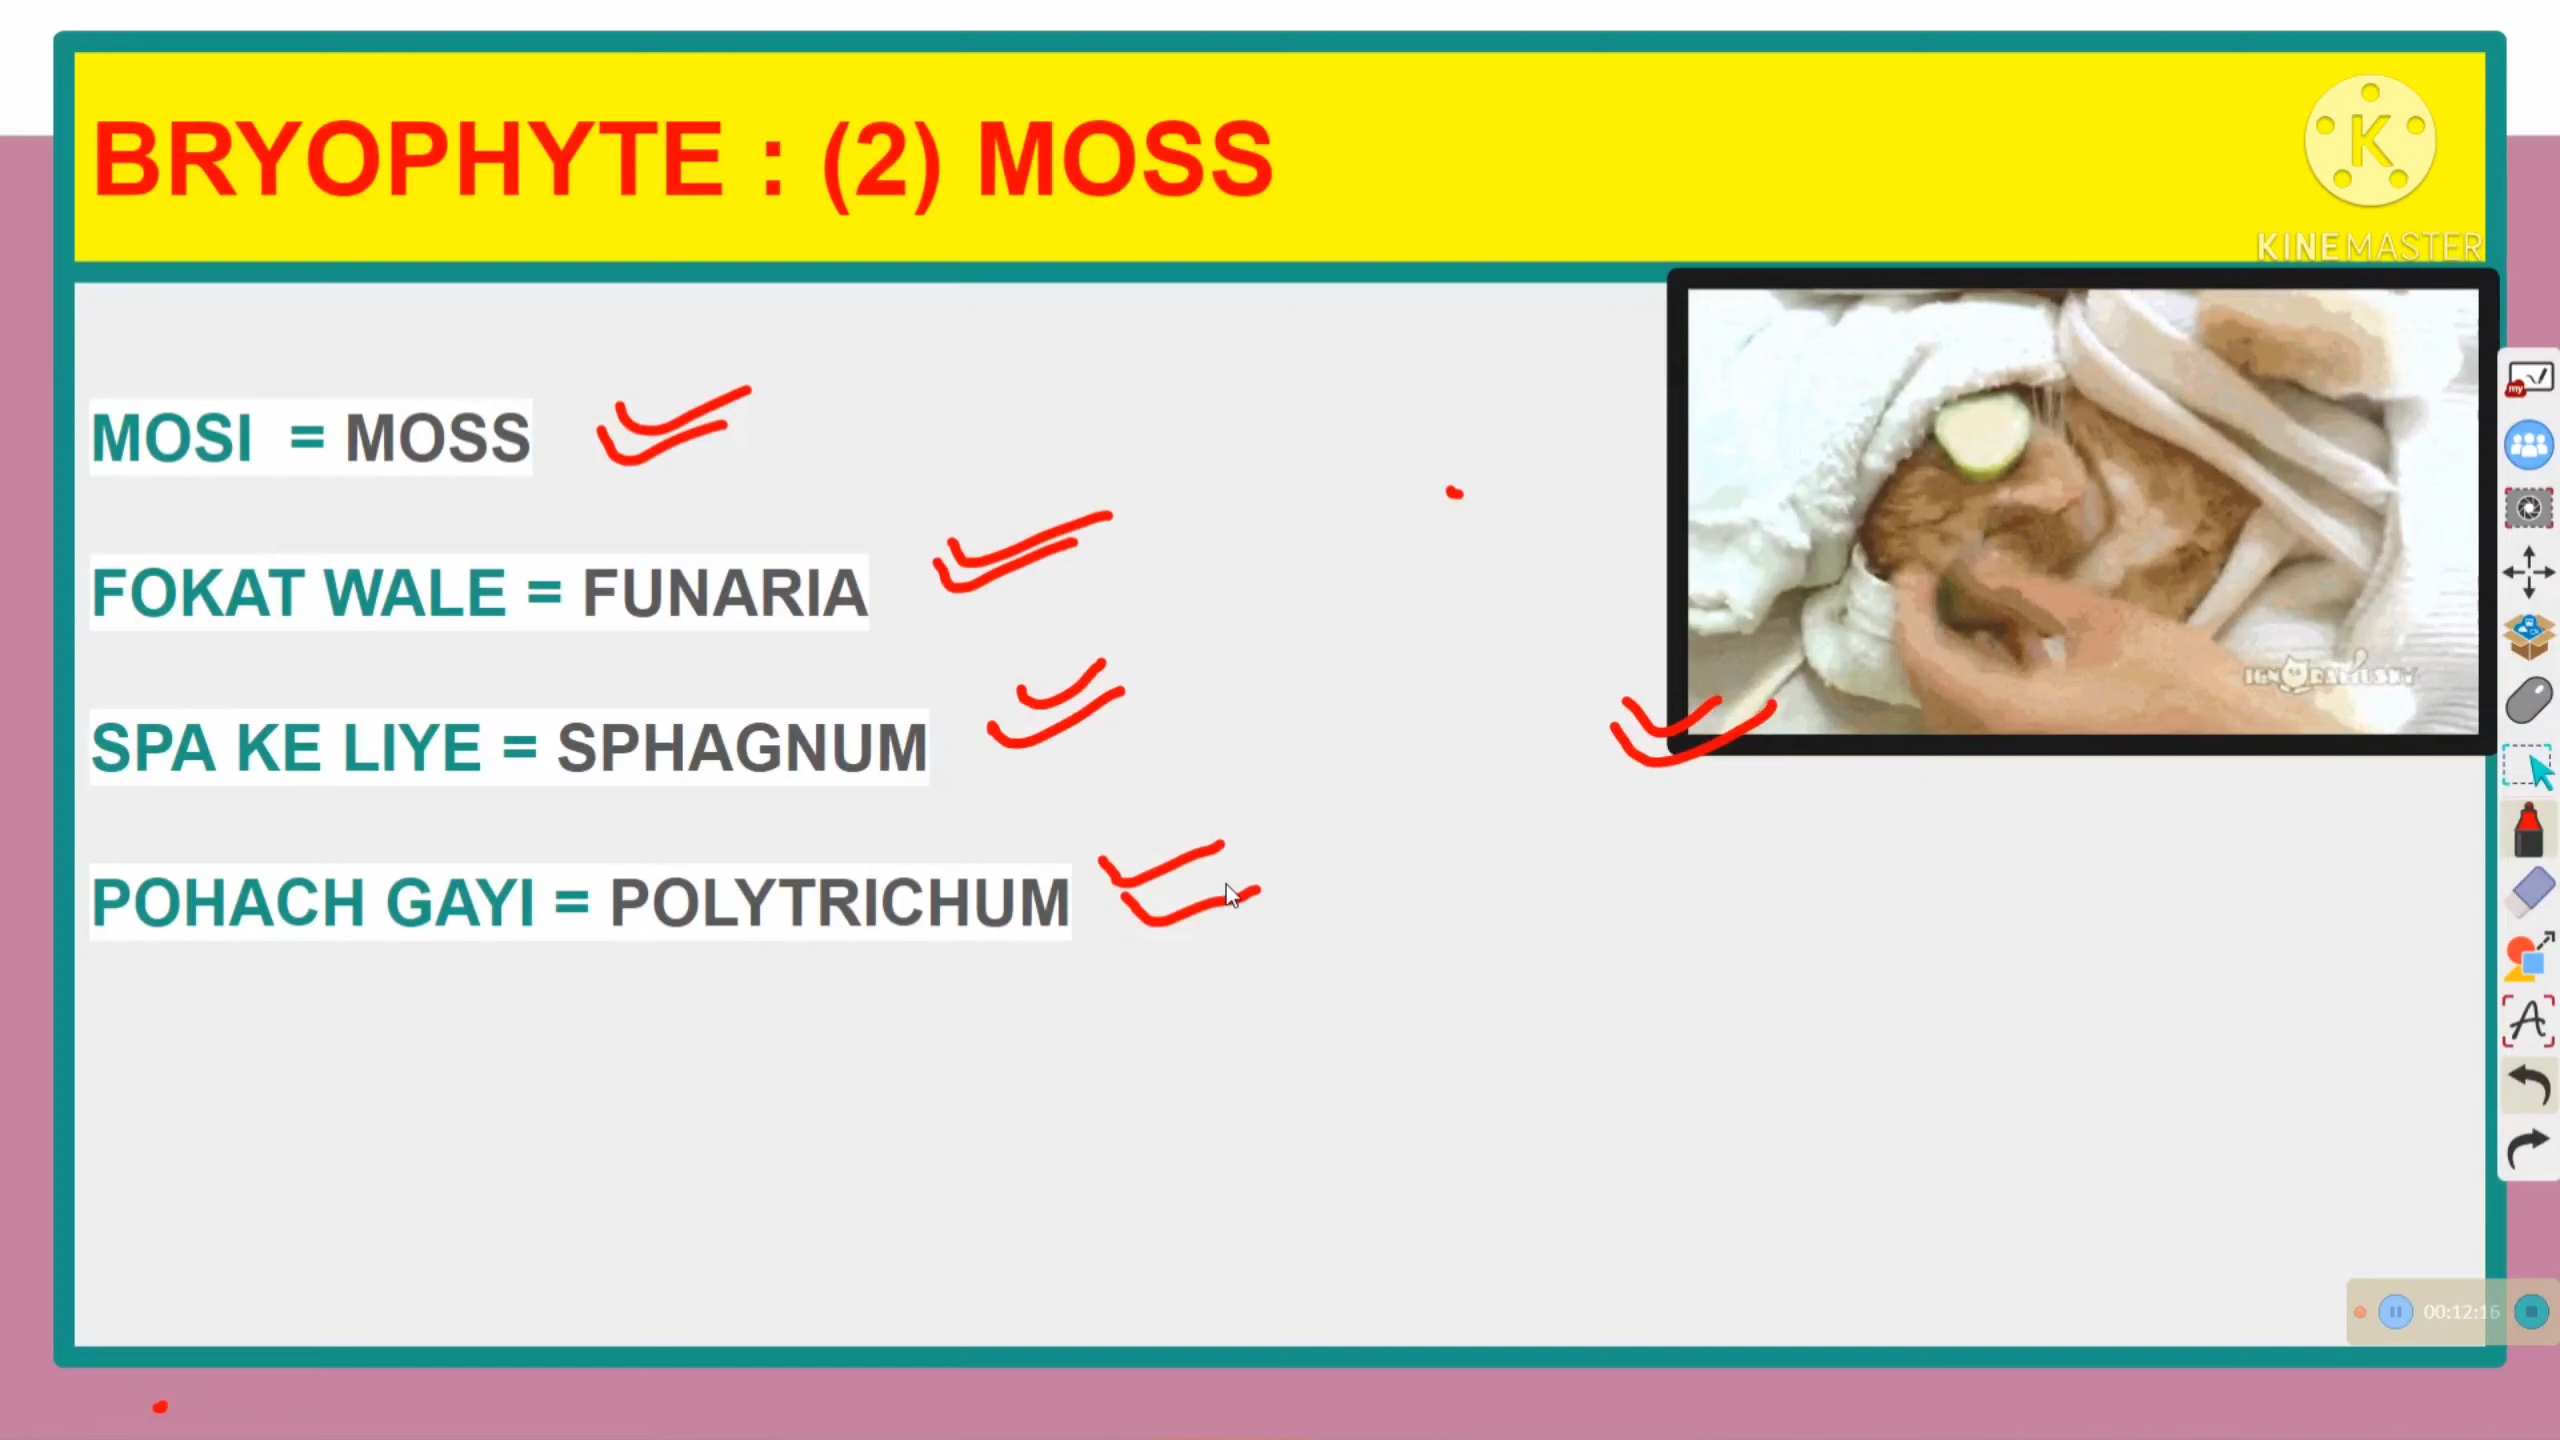 BRYOPHYTE : (2) MOSS
KINEMASTER
MOSI = MOSS
FOKAT WALE = FUNARIA
SPA KE LIYE = SPHAGNUM
POHACH GAYI = POLYTRICHUM
00:12:16